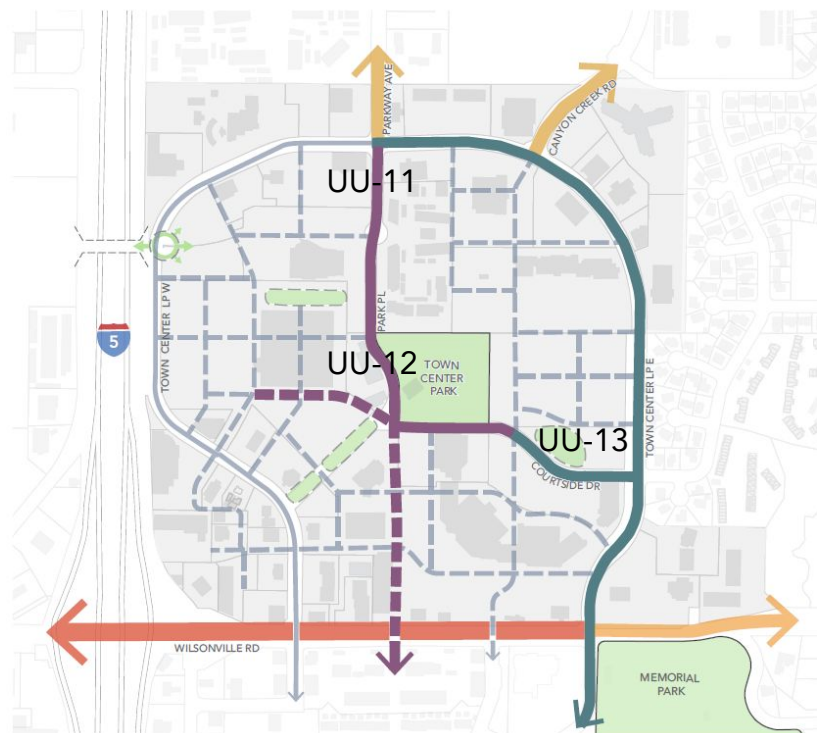 PARKWAY AVE
CANYON CREEK RD
UU-11
TOWN CENTER LP W
PARK PL
5
UU-12
TOWN
CENTER
PARK
TOWN CENTER LP E
UU-13
COURTSIDE DR
WILSONVILLE RD
MEMORIAL
PARK